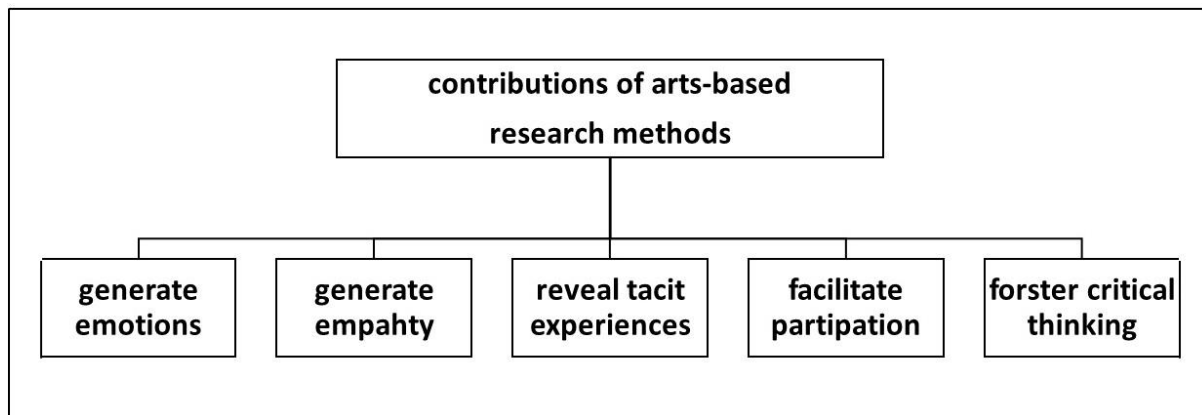 contributions of arts-based
research methods
generate
emotions
generate
empahty
reveal tacit
experiences
facilitate
partipation
forster critical
thinking